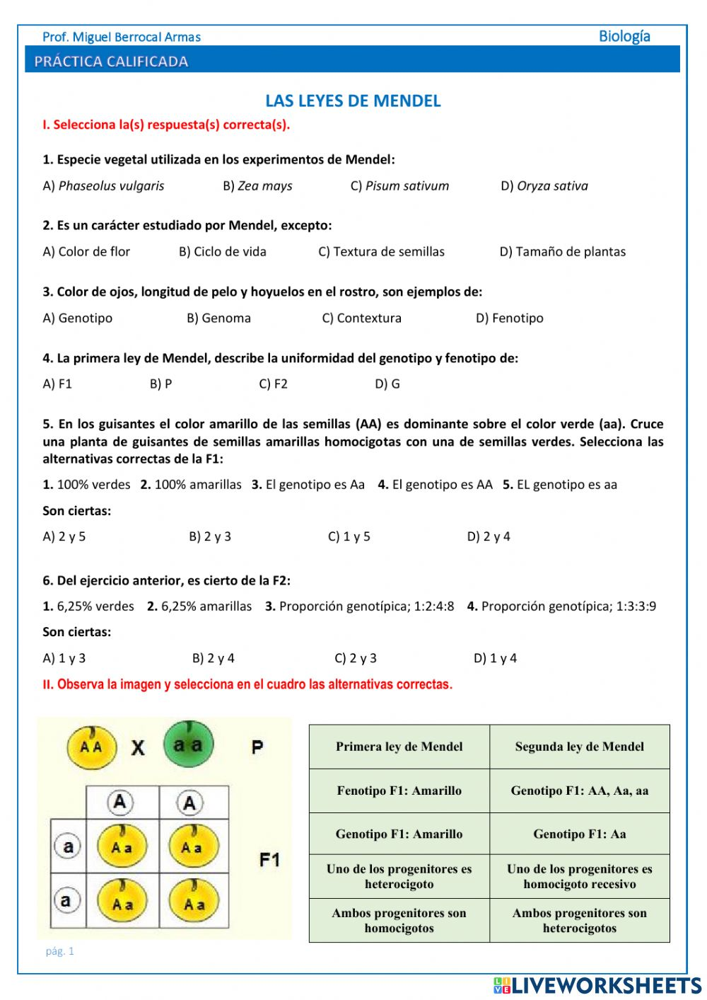 Prof. Miguel Berrocal Armas Biología
PRÁCTICA CALIFICADA
LAS LEYES DE MENDEL
I. Selecciona la(s) respuesta(s) correcta(s).
1. Especie vegetal utilizada en los experimentos de Mendel:
A) Phaseolus vulgaris B) Zea mays C) Pisum sativum D) Oryza sativa
2. Es un carácter estudiado por Mendel, excepto:
A) Color de flor B) Ciclo de vida C) Textura de semillas D) Tamaño de plantas
3. Color de ojos, longitud de pelo y hoyuelos en el rostro, son ejemplos de:
A) Genotipo B) Genoma C) Contextura D) Fenotipo
4. La primera ley de Mendel, describe la uniformidad del genotipo y fenotipo de:
A) F1 B) P C) F2 D) G
5. En los guisantes el color amarillo de las semillas (AA) es dominante sobre el color verde (aa). Cruce
una planta de guisantes de semillas amarillas homocigotas con una de semillas verdes. Selecciona las
alternativas correctas de la F1:
1. 100% verdes 2. 100% amarillas 3. El genotipo es Aa 4. El genotipo es AA 5. EL genotipo es aa
Son ciertas:
A) 2 y 5 B) 2 y 3 C) 1 y 5 D) 2 y 4
6. Del ejercicio anterior, es cierto de la F2:
1. 6,25% verdes 2. 6,25% amarillas 3. Proporción genotípica; 1:2:4:8 4. Proporción genotípica; 1:3:3:9
Son ciertas:
A) 1 y 3 B) 2 y 4 C) 2 y 3 D) 1 y 4
II. Observa la imagen y selecciona en el cuadro las alternativas correctas.
A A X a a P
A A
a A a A a
F1
a A a A a
Primera ley de Mendel Segunda ley de Mendel
Fenotipo F1: Amarillo Genotipo F1: AA, Aa, aa
Genotipo F1: Amarillo Genotipo F1: Aa
Uno de los progenitores es Uno de los progenitores es
heterocigoto homocigoto recesivo
Ambos progenitores son Ambos progenitores son
homocigotos heterocigotos
pág. 1
LIVE LIVEWORKSHEETS